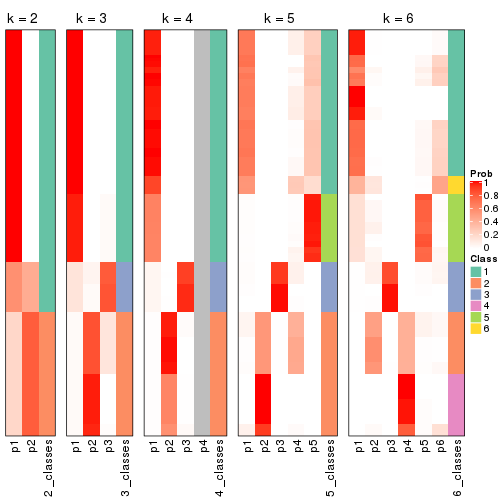 k = 2
k = 3
k = 4
k = 5
k = 6
p1
p2
2_classes
p1
p2
p3
3_classes
p1
p2
p3
p4
4_classes
p1
p2
p3
p4
p5
5_classes
p1
p2
p3
p4
p5
p6
6_classes
Prob
1
0.8
0.6
0.4
0.2
0
Class
1
2
3
4
5
6